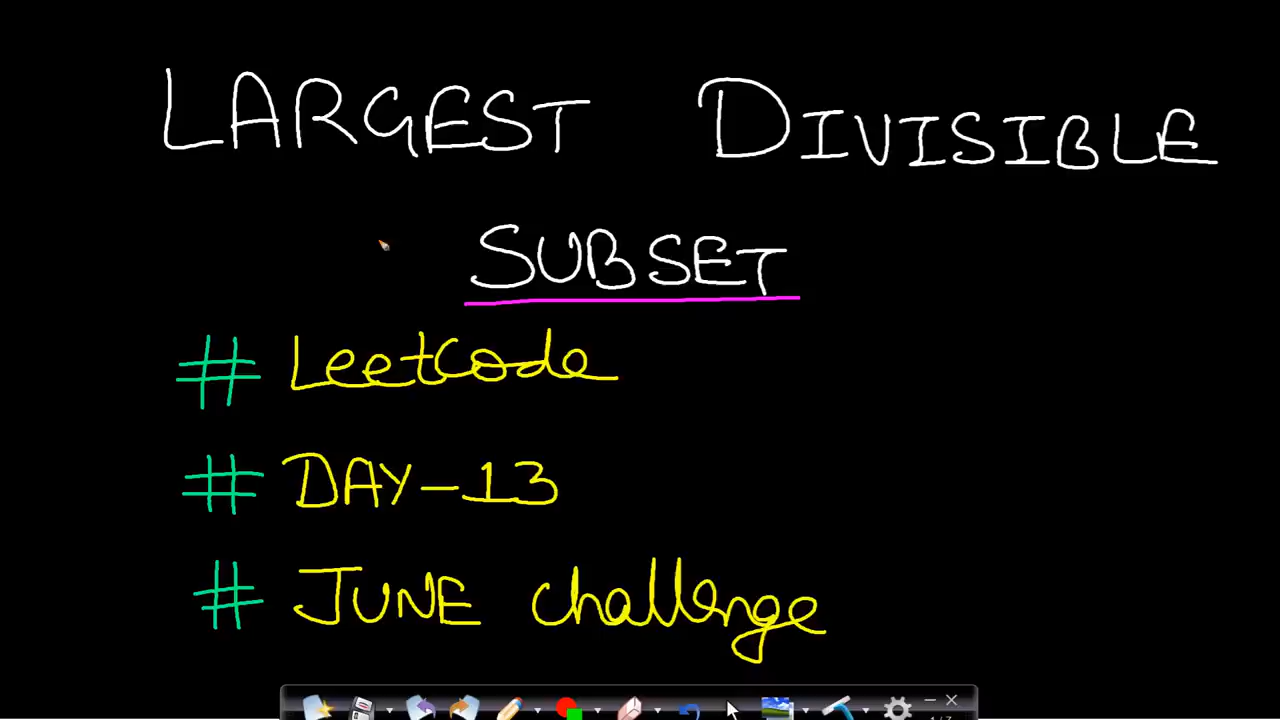 LARGEST DIVISIBLE
SUBSET
# LeetCode
# DAY-13
# JUNE challenge